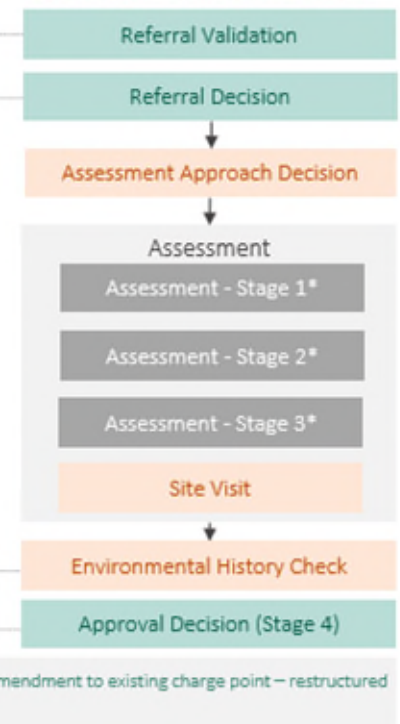 Referral Validation
Referral Decision
Assessment Approach Decision
Assessment
Assessment - Stage 1*
Assessment - Stage 2*
Assessment - Stage 3*
Site Visit
Environmental History Check
Approval Decision (Stage 4)
to existing charge point – restructured